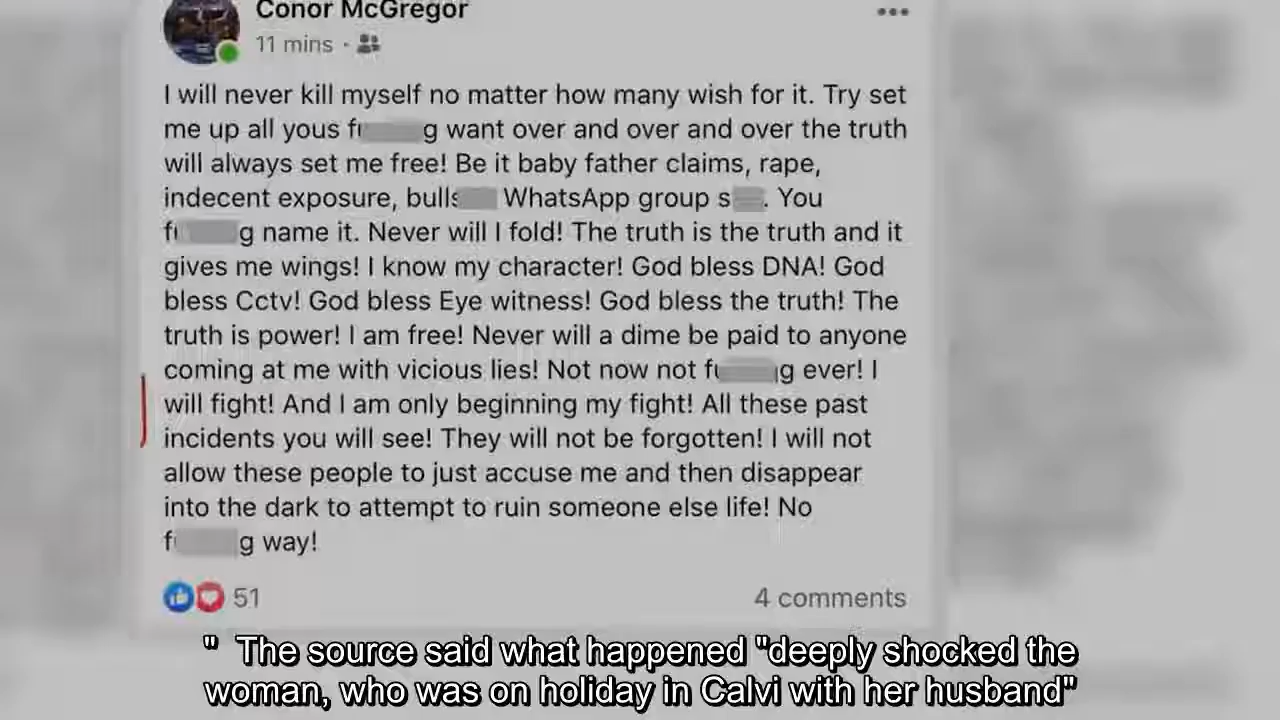 Conor McGregor
11 mins ·
I will never kill myself no matter how many wish for it. Try set
me up all yous f g want over and over and over the truth
will always set me free! Be it baby father claims, rape,
indecent exposure, bulls WhatsApp group s . You
f g name it. Never will I fold! The truth is the truth and it
gives me wings! I know my character! God bless DNA! God
bless Cctv! God bless Eye witness! God bless the truth! The
truth is power! I am free! Never will a dime be paid to anyone
coming at me with vicious lies! Not now not f g ever! I
will fight! And I am only beginning my fight! All these past
incidents you will see! They will not be forgotten! I will not
allow these people to just accuse me and then disappear
into the dark to attempt to ruin someone else life! No
f g way!
51 4 comments
" The source said what happened "deeply shocked the
woman, who was on holiday in Calvi with her husband"